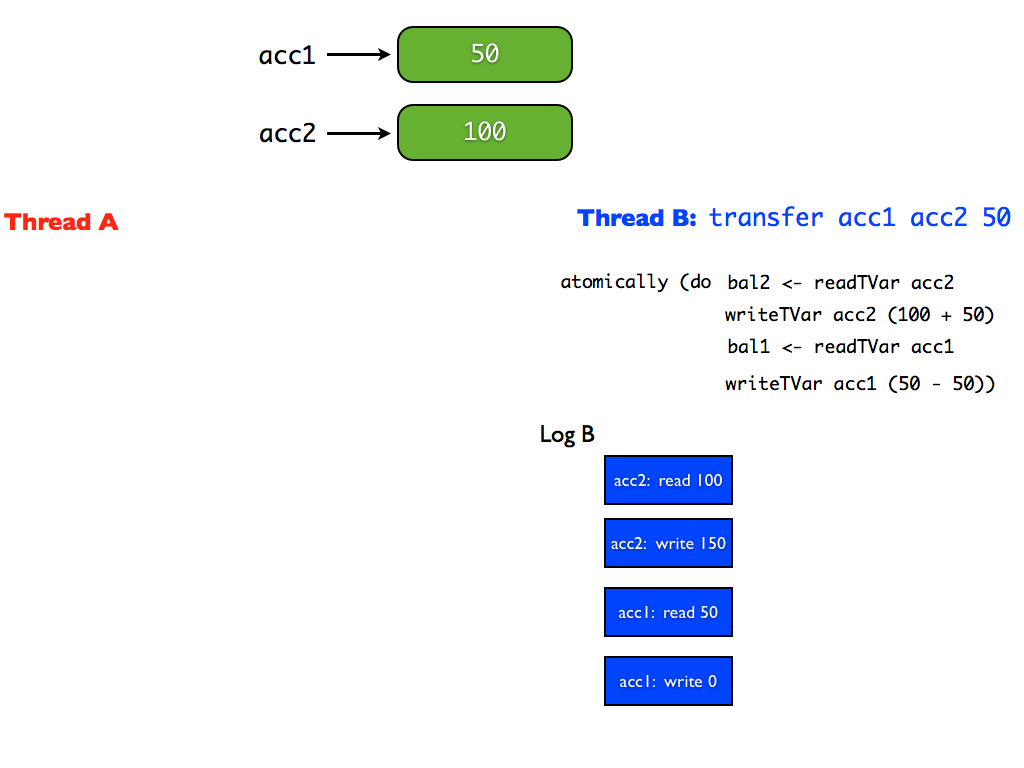 acc1 50
acc2 100
Thread A
Thread B: transfer acc1 acc2 50
atomically (do bal2 <- readTVar acc2
writeTVar acc2 (100 + 50)
bal1 <- readTVar acc1
writeTVar acc1 (50 - 50))
Log B
acc2: read 100
acc2: write 150
acc1: read 50
acc1: write 0